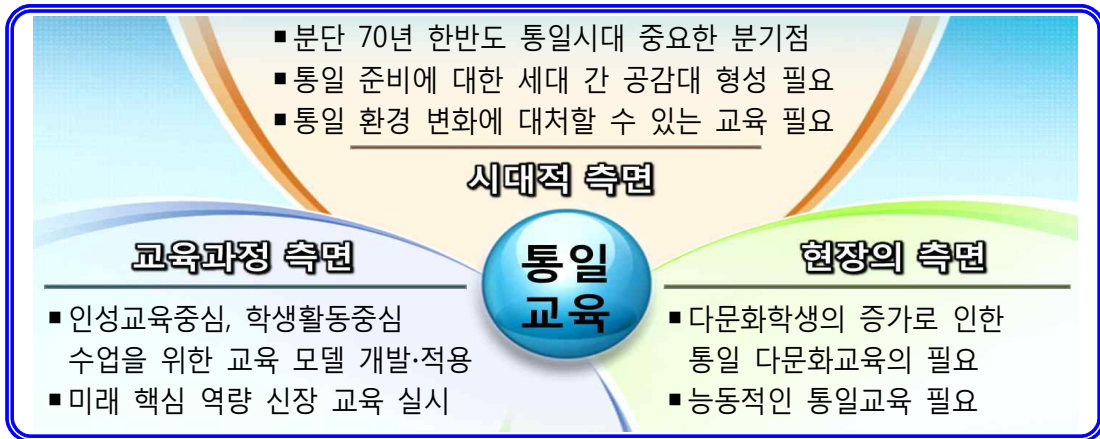 ■ 분단 70년 한반도 통일시대 중요한 분기점
■ 통일 준비에 대한 세대 간 공감대 형성 필요
■ 통일 환경 변화에 대처할 수 있는 교육 필요
시대적 측면
통일
교육
교육과정 측면
■ 인성교육중심, 학생활동중심
수업을 위한 교육 모델 개발·적용
■ 미래 핵심 역량 신장 교육 실시
현장의 측면
■ 다문화학생의 증가로 인한
통일 다문화교육의 필요
■ 능동적인 통일교육 필요